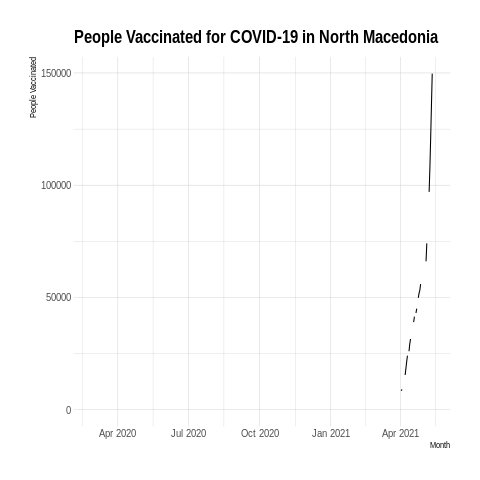 People Vaccinated for COVID-19 in North Macedonia
People Vaccinated
150000
100000
50000
0
Apr 2020 Jul 2020 Oct 2020 Jan 2021 Apr 2021
Month